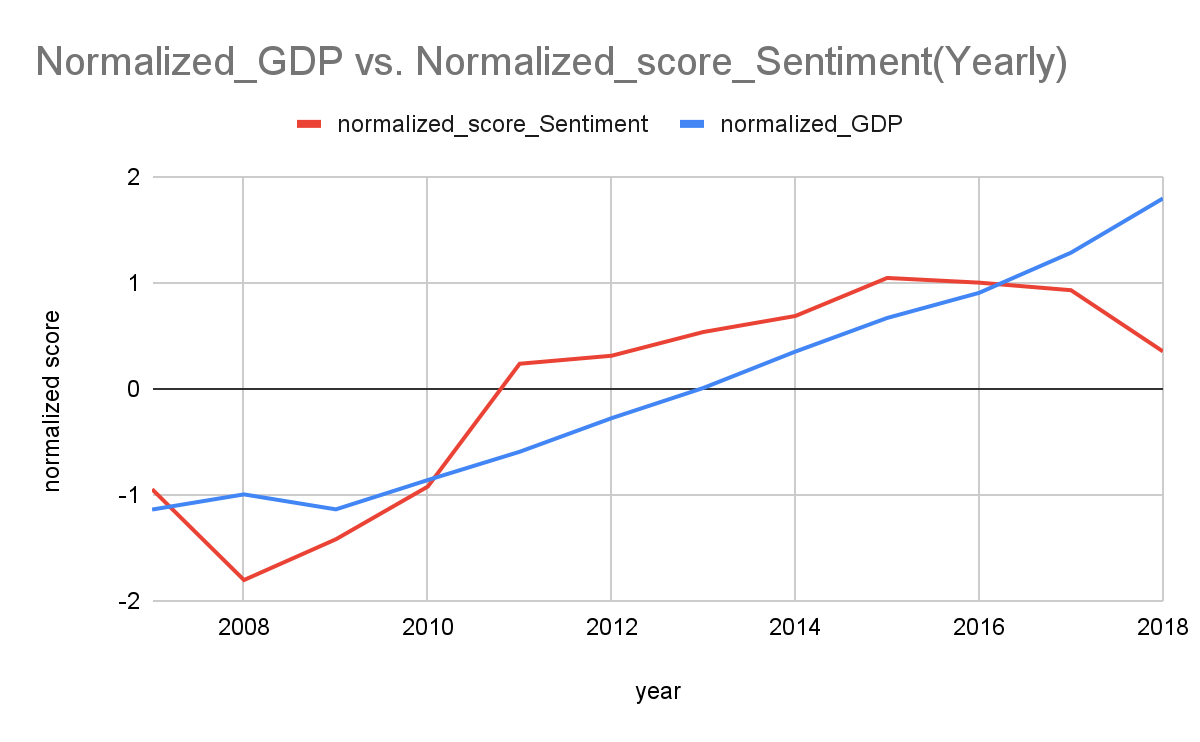 Normalized_GDP vs. Normalized_score_Sentiment(Yearly)
normalized_score_Sentiment normalized_GDP
2
1
0
-1
-2
normalized score
2008 2010 2012 2014 2016 2018
year